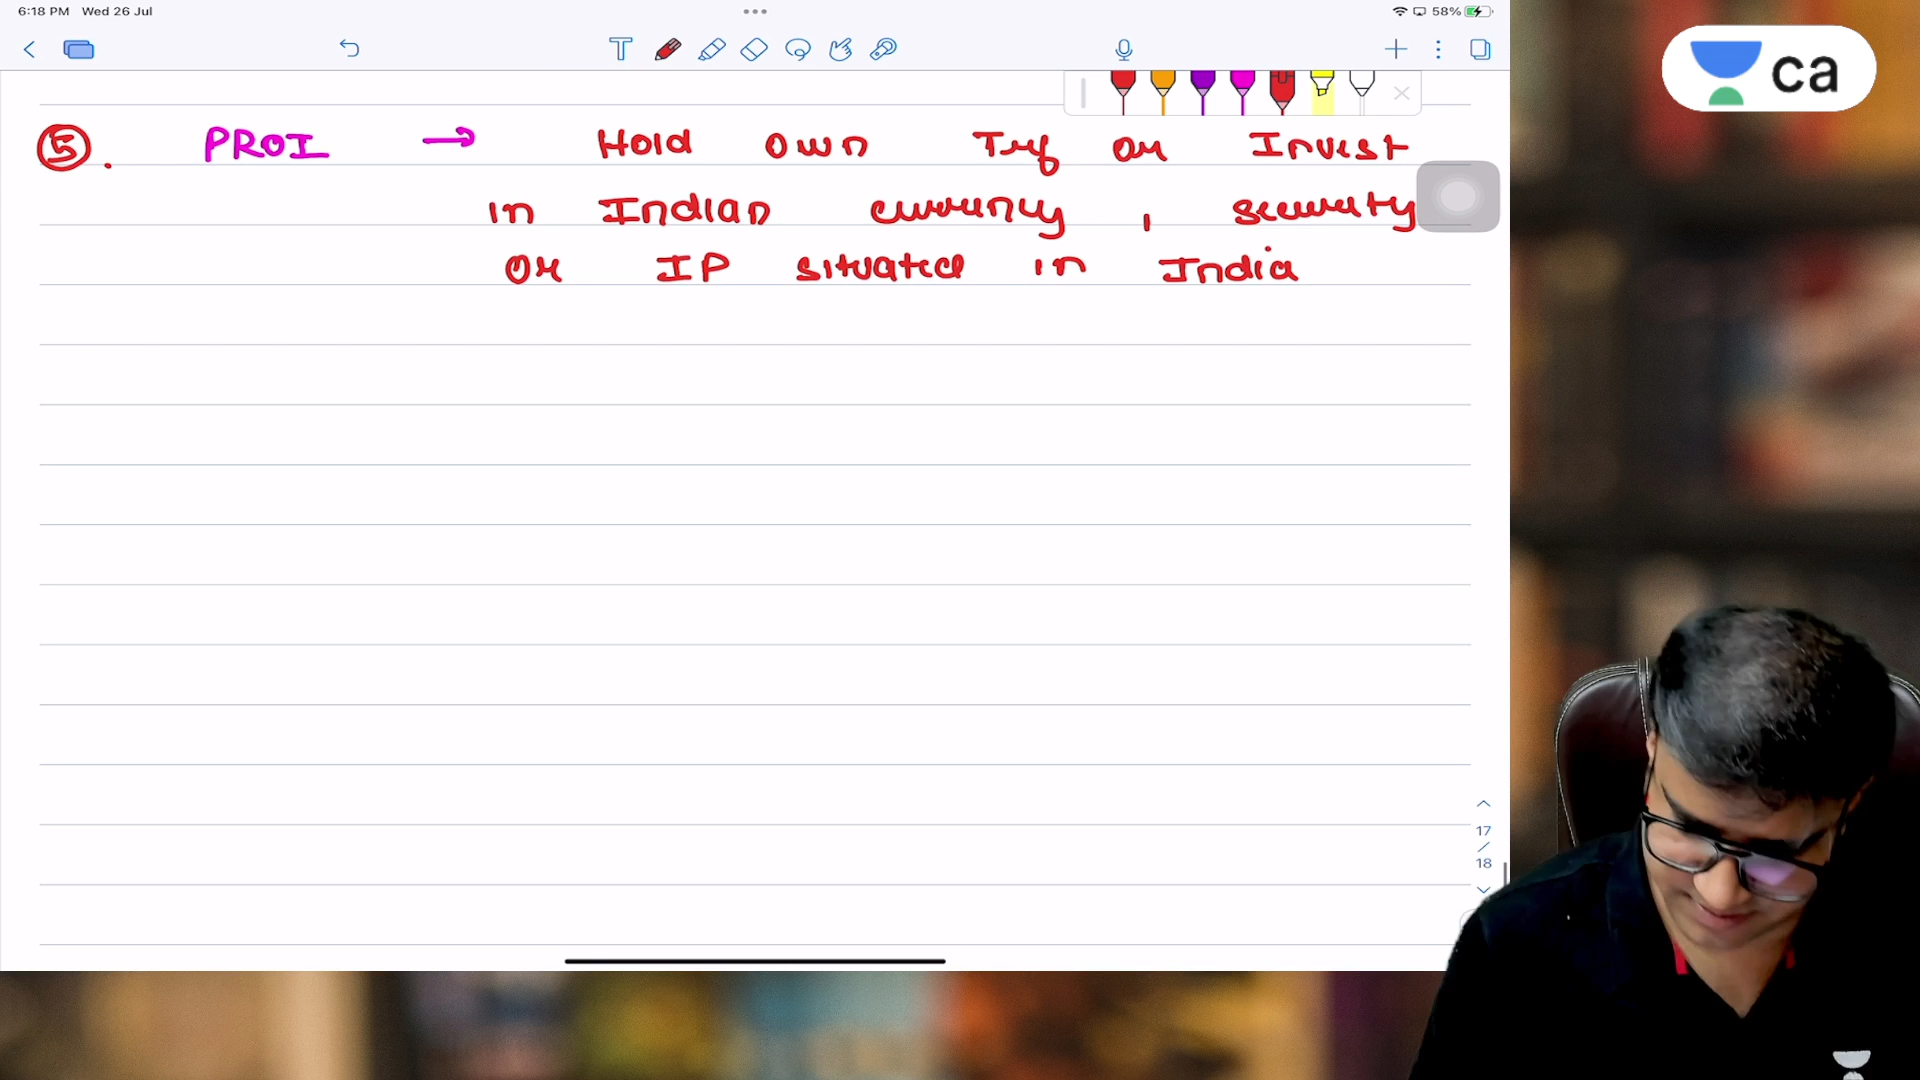 6:18 PM Wed 26 Jul
58%
ca
5. PROI → Hold Own Trf or Invest
in Indian currency, security
or IP situated in India
17
/
18